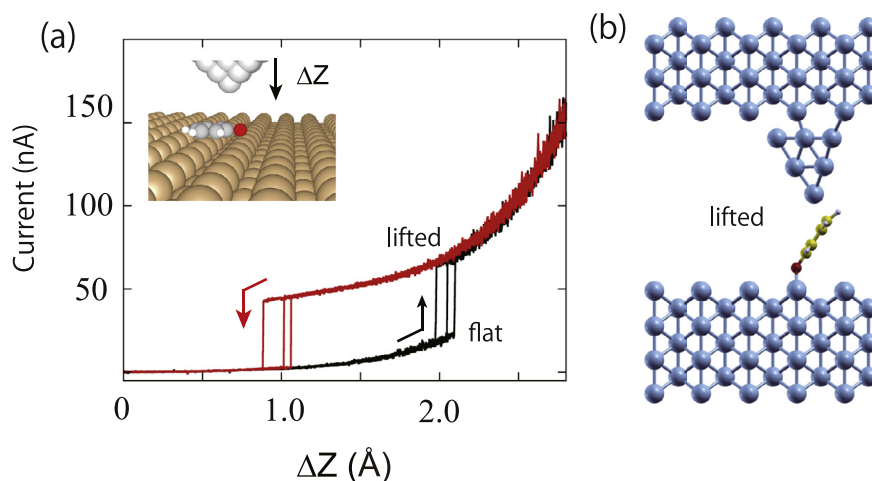 (a)
(b)
ΔZ
150
100
50
Current (nA)
lifted
flat
0
1.0
2.0
ΔZ (Å)
lifted